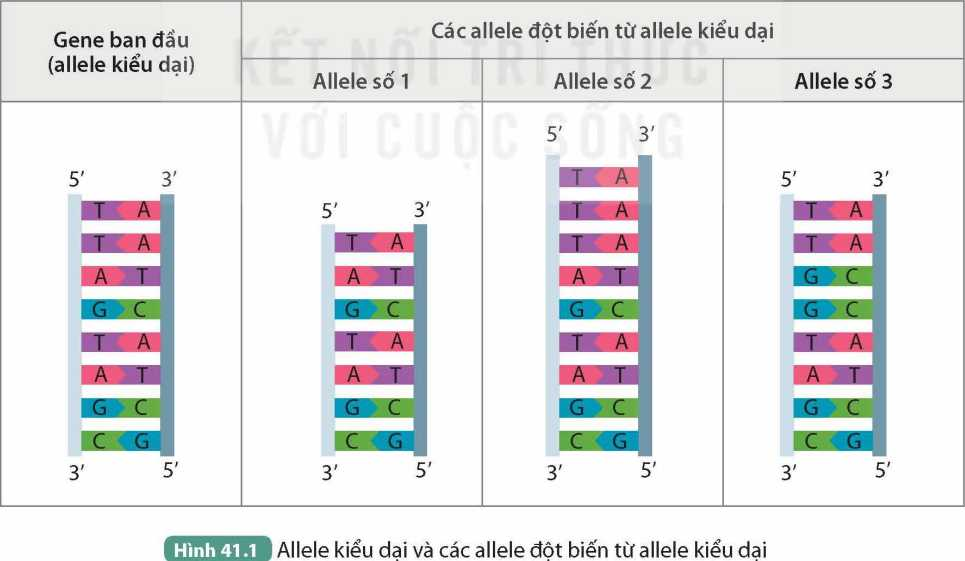 Gene ban đầu
(allele kiểu dại)
Các allele đột biến từ allele kiểu dại
Allele số 1
Allele số 2
Allele số 3
KẾT NỐI TRI THỨC
VỚI CUỘC SỐNG
5’ 3’
T A
T A
A T
G C
T A
A T
G C
C G
3’ 5’
5’ 3’
T A
A T
G C
T A
A T
G C
C G
3’ 5’
5’ 3’
T A
T A
T A
A T
G C
T A
A T
G C
C G
3’ 5’
5’ 3’
T A
T A
G C
G C
T A
A T
G C
C G
3’ 5’
Hình 41.1 Allele kiểu dại và các allele đột biến từ allele kiểu dại